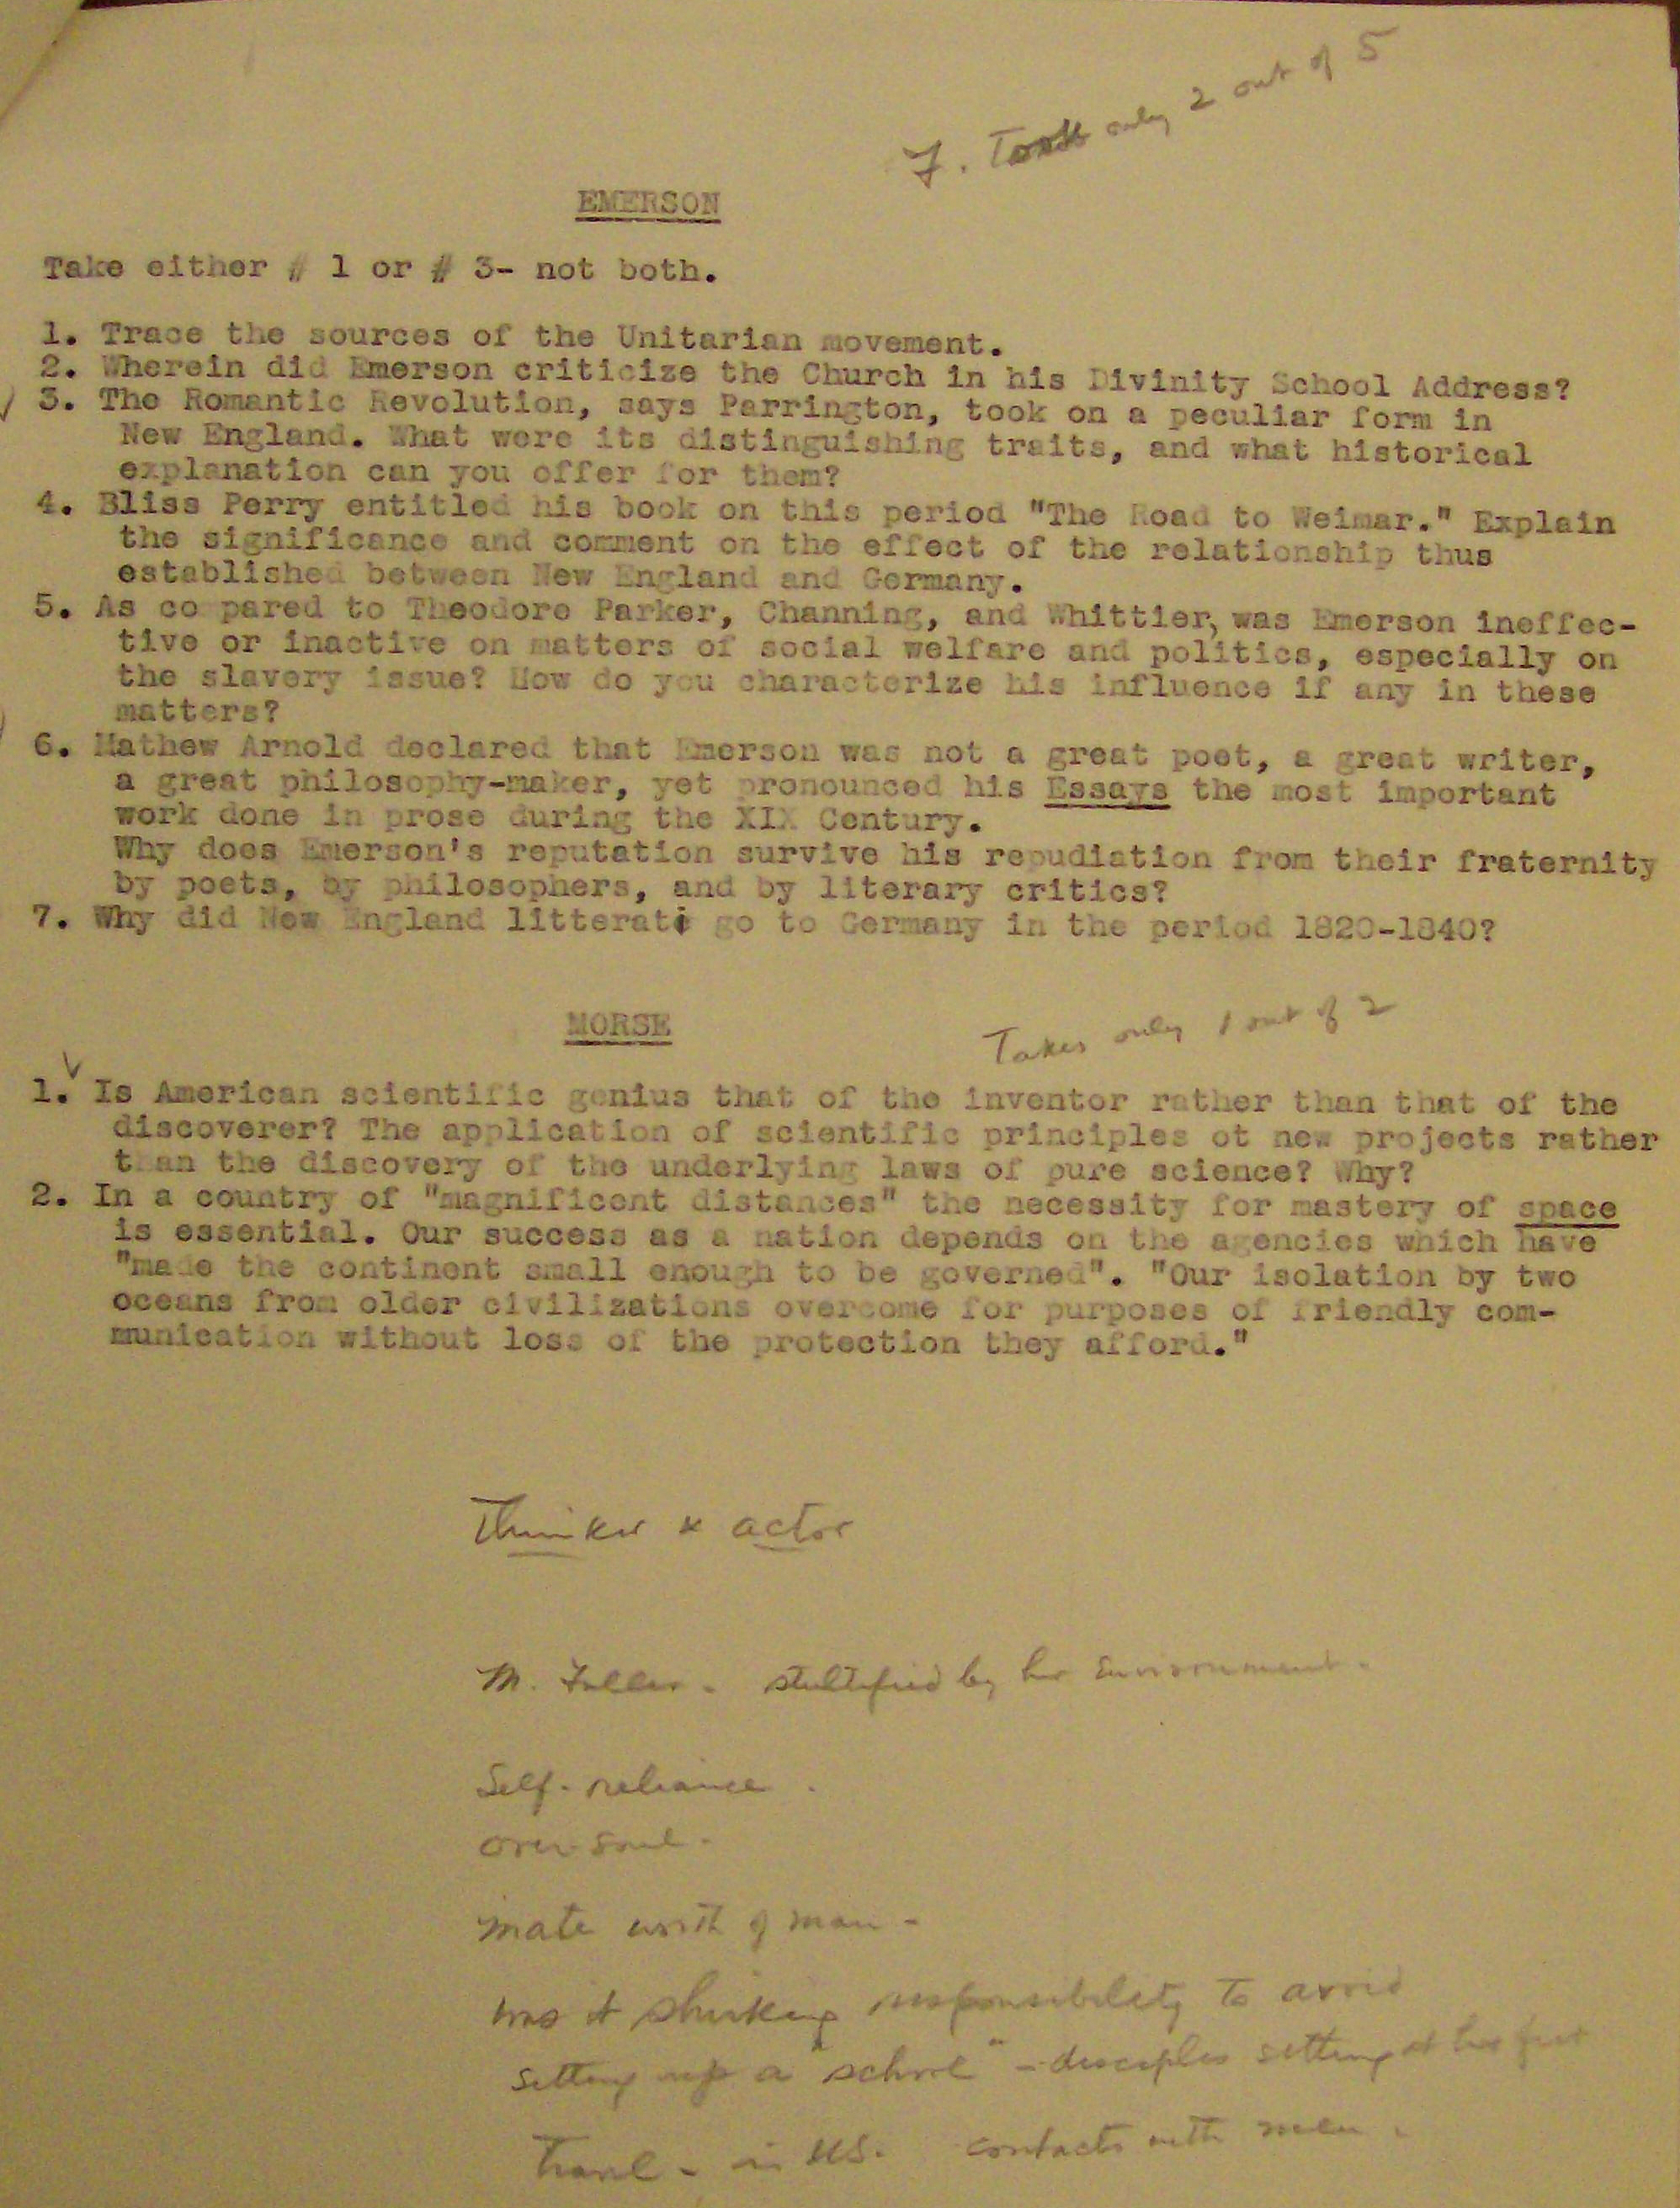 7. Took only 2 out of 5
EMERSON
Take either # 1 or # 3- not both.
1. Trace the sources of the Unitarian movement.
2. Wherein did Emerson criticize the Church in his Divinity School Address?
3. The Romantic Revolution, says Parrington, took on a peculiar form in
New England. What were its distinguishing traits, and what historical
explanation can you offer for them?
4. Bliss Perry entitled his book on this period "The Road to Weimar." Explain
the significance and comment on the effect of the relationship thus
established between New England and Germany.
5. As co pared to Theodore Parker, Channing, and Whittier, was Emerson ineffec-
tive or inactive on matters of social welfare and politics, especially on
the slavery issue? How do you characterize his influence if any in these
matters?
6. Mathew Arnold declared that Emerson was not a great poet, a great writer,
a great philosophy-maker, yet pronounced his Essays the most important
work done in prose during the XIX Century.
Why does Emerson's reputation survive his repudiation from their fraternity
by poets, by philosophers, and by literary critics?
7. Why did New England litterati go to Germany in the period 1820-1840?
MORSE
Takes only 1 out of 2
1. Is American scientific genius that of the inventor rather than that of the
discoverer? The application of scientific principles ot new projects rather
than the discovery of the underlying laws of pure science? Why?
2. In a country of "magnificent distances" the necessity for mastery of space
is essential. Our success as a nation depends on the agencies which have
"made the continent small enough to be governed". "Our isolation by two
oceans from older civilizations overcome for purposes of friendly com-
munication without loss of the protection they afford."
Thinker & actor
M. Fuller - stultified by her environment.
Self-reliance.
Over-soul.
innate worth of man -
was it shirking responsibility to avoid
setting up a "school" - disciples sitting at his feet
Travel - in US. contacts with men.